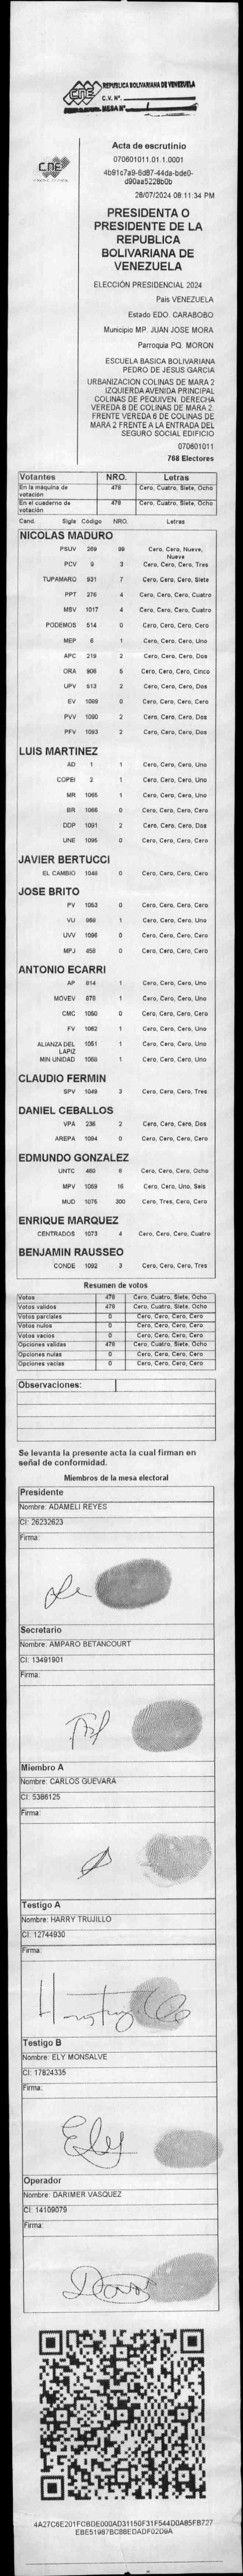 CNE
REPUBLICA BOLIVARIANA DE VENEZUELA
C.V. Nº.
MESA Nº. 1
CNE
Acta de escrutinio
070601011.01.1.0001
4b91c7a9-6d87-44da-bde0-
d90aa5228b0b
28/07/2024 08:11:34 PM
PRESIDENTA O
PRESIDENTE DE LA
REPUBLICA
BOLIVARIANA DE
VENEZUELA
ELECCIÓN PRESIDENCIAL 2024
Pais VENEZUELA
Estado EDO. CARABOBO
Municipio MP. JUAN JOSE MORA
Parroquia PQ. MORON
ESCUELA BASICA BOLIVARIANA
PEDRO DE JESUS GARCIA
URBANIZACION COLINAS DE MARA 2
IZQUIERDA AVENIDA PRINCIPAL
COLINAS DE PEQUIVEN. DERECHA
VEREDA 8 DE COLINAS DE MARA 2.
FRENTE VEREDA 6 DE COLINAS DE
MARA 2 FRENTE A LA ENTRADA DEL
SEGURO SOCIAL EDIFICIO
070601011
768 Electores
Votantes NRO. Letras
En la máquina de votación 478 Cero, Cuatro, Siete, Ocho
En el cuaderno de votación 478 Cero, Cuatro, Siete, Ocho
Cand. Sigla Código NRO. Letras
NICOLAS MADURO
PSUV 269 99 Cero, Cero, Nueve, Nueve
PCV 9 3 Cero, Cero, Cero, Tres
TUPAMARO 931 7 Cero, Cero, Cero, Siete
PPT 276 4 Cero, Cero, Cero, Cuatro
MSV 1017 4 Cero, Cero, Cero, Cuatro
PODEMOS 514 0 Cero, Cero, Cero, Cero
MEP 6 1 Cero, Cero, Cero, Uno
APC 219 2 Cero, Cero, Cero, Dos
ORA 906 5 Cero, Cero, Cero, Cinco
UPV 613 2 Cero, Cero, Cero, Dos
EV 1089 0 Cero, Cero, Cero, Cero
PVV 1090 2 Cero, Cero, Cero, Dos
PFV 1093 2 Cero, Cero, Cero, Dos
LUIS MARTINEZ
AD 1 1 Cero, Cero, Cero, Uno
COPEI 2 1 Cero, Cero, Cero, Uno
MR 1065 1 Cero, Cero, Cero, Uno
BR 1066 0 Cero, Cero, Cero, Cero
DDP 1091 2 Cero, Cero, Cero, Dos
UNE 1095 0 Cero, Cero, Cero, Cero
JAVIER BERTUCCI
EL CAMBIO 1048 0 Cero, Cero, Cero, Cero
JOSE BRITO
PV 1053 0 Cero, Cero, Cero, Cero
VU 969 1 Cero, Cero, Cero, Uno
UVV 1096 0 Cero, Cero, Cero, Cero
MPJ 458 0 Cero, Cero, Cero, Cero
ANTONIO ECARRI
AP 814 1 Cero, Cero, Cero, Uno
MOVEV 878 1 Cero, Cero, Cero, Uno
CMC 1050 0 Cero, Cero, Cero, Cero
FV 1062 1 Cero, Cero, Cero, Uno
ALIANZA DEL LAPIZ 1051 1 Cero, Cero, Cero, Uno
MIN UNIDAD 1068 1 Cero, Cero, Cero, Uno
CLAUDIO FERMIN
SPV 1049 3 Cero, Cero, Cero, Tres
DANIEL CEBALLOS
VPA 236 2 Cero, Cero, Cero, Dos
AREPA 1094 0 Cero, Cero, Cero, Cero
EDMUNDO GONZALEZ
UNTC 460 8 Cero, Cero, Cero, Ocho
MPV 1059 16 Cero, Cero, Uno, Seis
MUD 1075 300 Cero, Tres, Cero, Cero
ENRIQUE MARQUEZ
CENTRADOS 1073 4 Cero, Cero, Cero, Cuatro
BENJAMIN RAUSSEO
CONDE 1092 3 Cero, Cero, Cero, Tres
Resumen de votos
Votos 478 Cero, Cuatro, Siete, Ocho
Votos validos 478 Cero, Cuatro, Siete, Ocho
Votos parciales 0 Cero, Cero, Cero, Cero
Votos nulos 0 Cero, Cero, Cero, Cero
Votos vacios 0 Cero, Cero, Cero, Cero
Opciones validas 478 Cero, Cuatro, Siete, Ocho
Opciones nulas 0 Cero, Cero, Cero, Cero
Opciones vacias 0 Cero, Cero, Cero, Cero
Observaciones:
Se levanta la presente acta la cual firman en
señal de conformidad.
Miembros de la mesa electoral
Presidente
Nombre: ADAMELI REYES
CI: 26232623
Firma:
Secretario
Nombre: AMPARO BETANCOURT
CI: 13491901
Firma:
Miembro A
Nombre: CARLOS GUEVARA
CI: 5386125
Firma:
Testigo A
Nombre: HARRY TRUJILLO
CI: 12744930
Firma:
Testigo B
Nombre: ELY MONSALVE
CI: 17824335
Firma:
Ely
Operador
Nombre: DARIMER VASQUEZ
CI: 14109079
Firma:
4A27C6E201FCBDE000AD31150F31F544D0A85FB727
EBE51987BC88EDADF02D9A